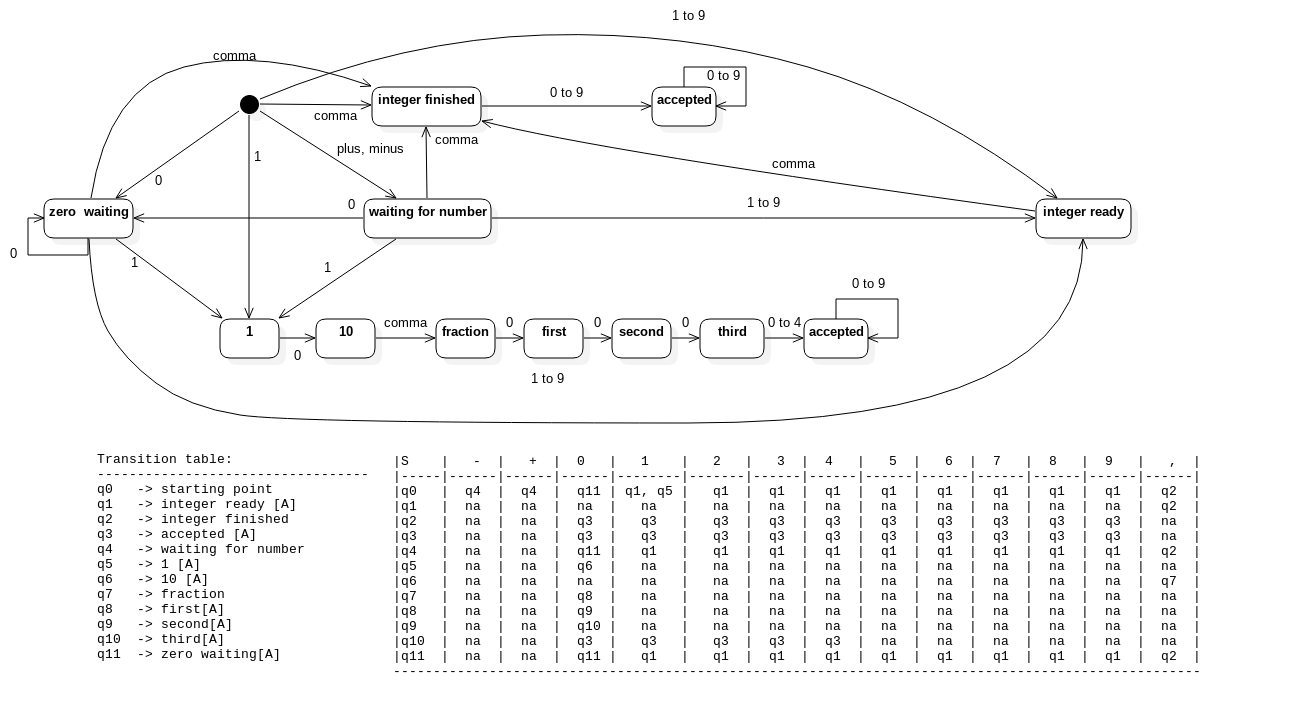 1 to 9
comma
0 to 9
integer finished
0 to 9
accepted
comma
comma
1
plus, minus
comma
0
0
1 to 9
zero  waiting
waiting for number
integer ready
0
1
1
0 to 9
1
10
comma
fraction
0
first
0
second
0
third
0 to 4
accepted
0
1 to 9
Transition table:
----------------------------------
q0   -> starting point
q1   -> integer ready [A]
q2   -> integer finished
q3   -> accepted [A]
q4   -> waiting for number
q5   -> 1 [A]
q6   -> 10 [A]
q7   -> fraction
q8   -> first[A]
q9   -> second[A]
q10  -> third[A]
q11  -> zero waiting[A]
|S | - | + | 0 | 1 | 2 | 3 | 4 | 5 | 6 | 7 | 8 | 9 | , |
|-----|------|-----|------|--------|-------|------|------|------|------|------|------|------|------|
|q0 | q4 | q4 | q11 | q1, q5 | q1 | q1 | q1 | q1 | q1 | q1 | q1 | q1 | q2 |
|q1 | na | na | na | na | na | na | na | na | na | na | na | na | q2 |
|q2 | na | na | q3 | q3 | q3 | q3 | q3 | q3 | q3 | q3 | q3 | q3 | na |
|q3 | na | na | q3 | q3 | q3 | q3 | q3 | q3 | q3 | q3 | q3 | q3 | na |
|q4 | na | na | q11 | q1 | q1 | q1 | q1 | q1 | q1 | q1 | q1 | q1 | q2 |
|q5 | na | na | q6 | na | na | na | na | na | na | na | na | na | na |
|q6 | na | na | na | na | na | na | na | na | na | na | na | na | q7 |
|q7 | na | na | q8 | na | na | na | na | na | na | na | na | na | na |
|q8 | na | na | q9 | na | na | na | na | na | na | na | na | na | na |
|q9 | na | na | q10 | na | na | na | na | na | na | na | na | na | na |
|q10 | na | na | q3 | q3 | q3 | q3 | q3 | na | na | na | na | na | na |
|q11 | na | na | q11 | q1 | q1 | q1 | q1 | q1 | q1 | q1 | q1 | q1 | q2 |
-----------------------------------------------------------------------------------------------------